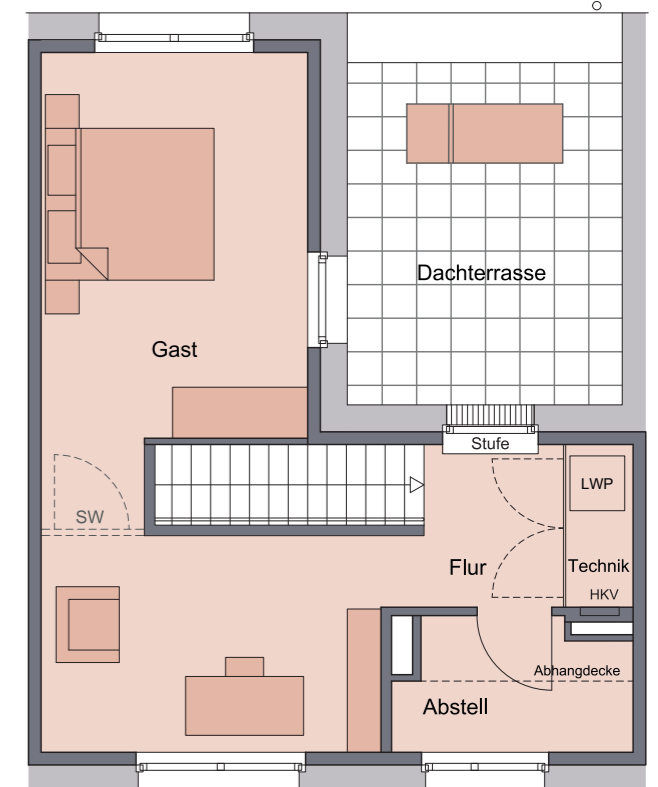 Dachterrasse
Gast
Stufe
LWP
SW
Flur
Technik
HKV
Abhangdecke
Abstell